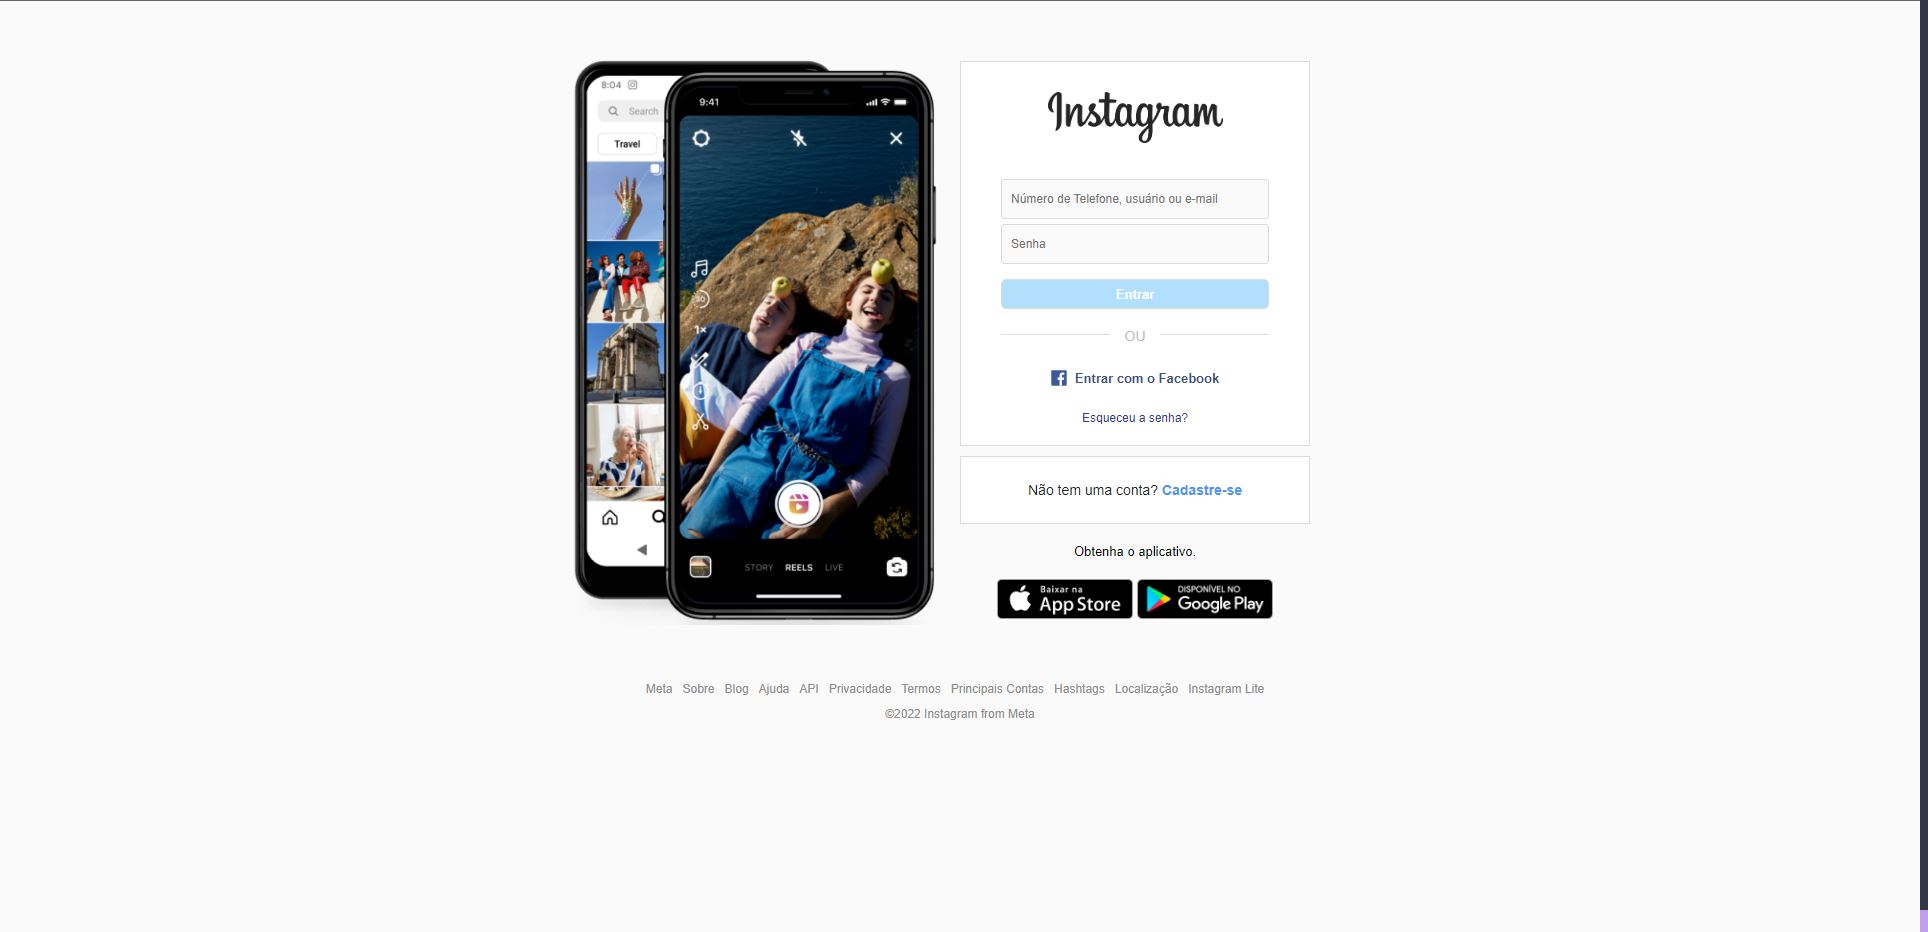 8:04
Search
Travel
9:41
30
1x
STORY REELS LIVE
Instagram
Número de Telefone, usuário ou e-mail
Senha
Entrar
OU
Entrar com o Facebook
Esqueceu a senha?
Não tem uma conta? Cadastre-se
Obtenha o aplicativo.
Baixar na
App Store
DISPONÍVEL NO
Google Play
Meta Sobre Blog Ajuda API Privacidade Termos Principais Contas Hashtags Localização Instagram Lite
©2022 Instagram from Meta